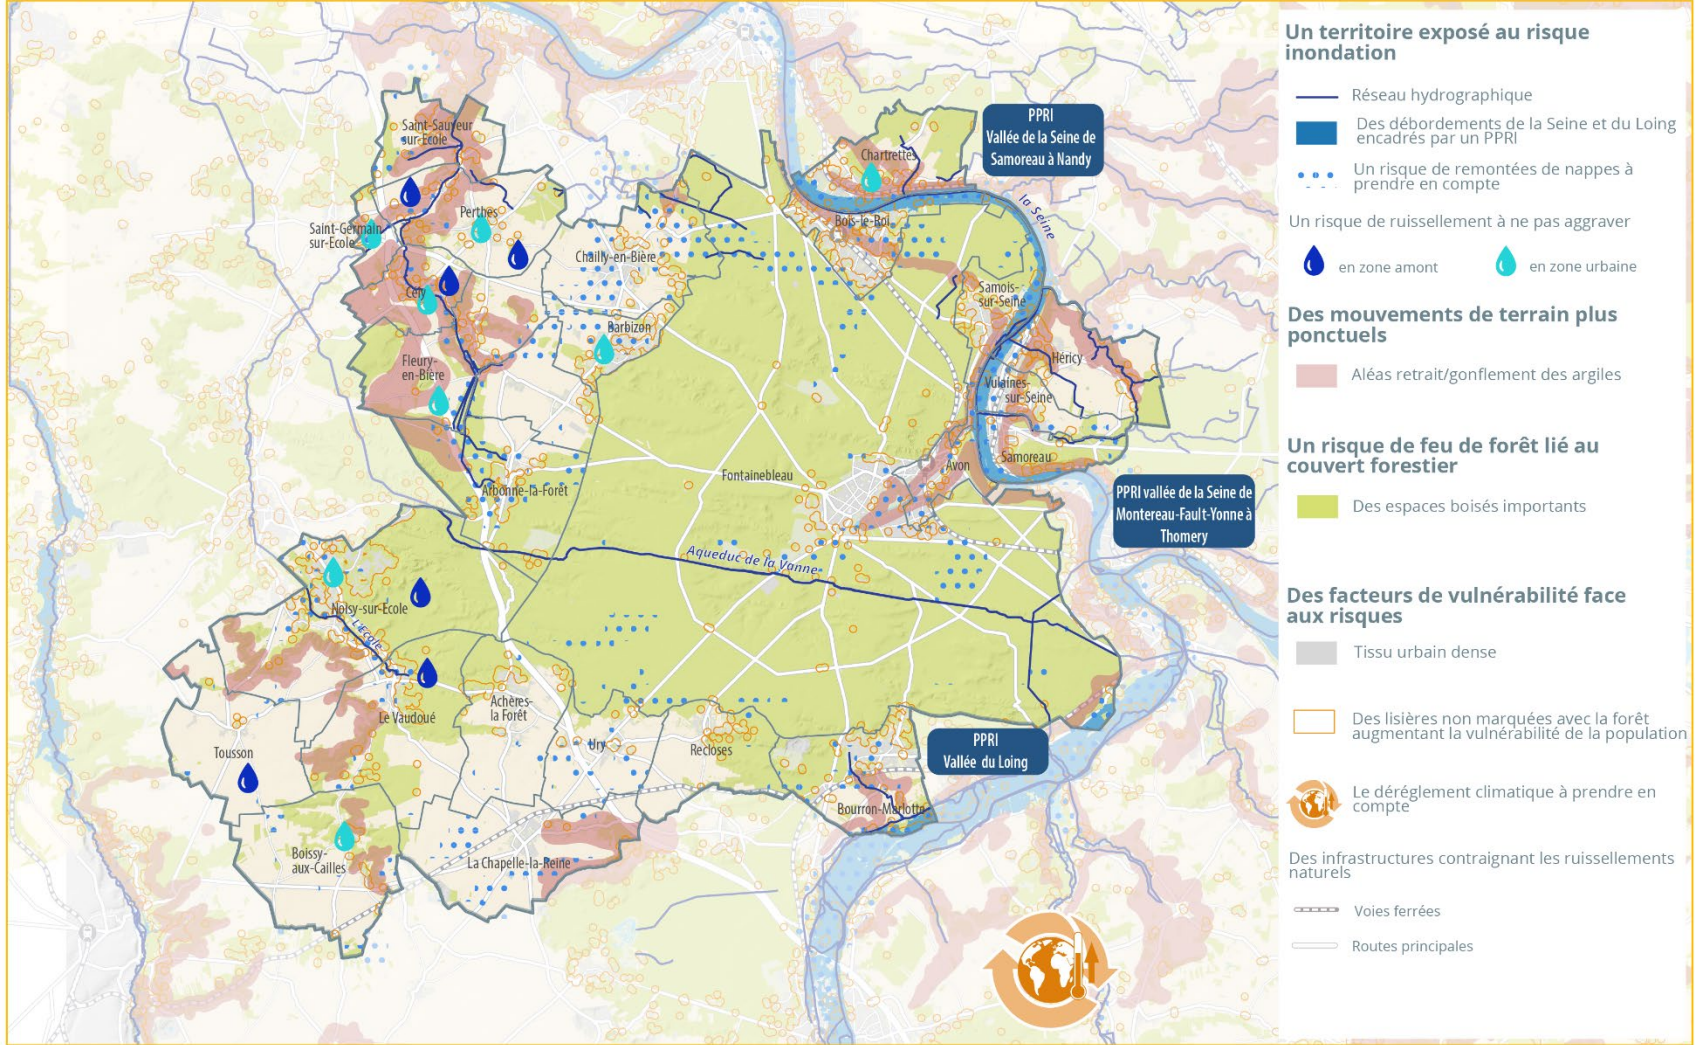 Saint-Sauveur
sur-Ecole
Saint-Germain
sur-Ecole
Perthes
Cély
Chailly-en-Bière
Barbizon
Fleury-
en-Bière
Arbonne-la-Forêt
Chartrettes
PPRI
Vallée de la Seine de
Samoreau à Nandy
Bois-le-Roi
la Seine
Samois-
sur-Seine
Héricy
Vulaines-
sur-Seine
Samoreau
Avon
Fontainebleau
PPRI vallée de la Seine de
Montereau-Fault-Yonne à
Thomery
Aqueduc de la Vanne
Noisy-sur-Ecole
L'Ecole
Le Vaudoué
Achères-
la Forêt
Tousson
Ury
Recloses
PPRI
Vallée du Loing
Bourron-Marlotte
Boissy-
aux-Cailles
La Chapelle-la-Reine
Un territoire exposé au risque
inondation
Réseau hydrographique
Des débordements de la Seine et du Loing
encadrés par un PPRI
Un risque de remontées de nappes à
prendre en compte
Un risque de ruissellement à ne pas aggraver
en zone amont
en zone urbaine
Des mouvements de terrain plus
ponctuels
Aléas retrait/gonflement des argiles
Un risque de feu de forêt lié au
couvert forestier
Des espaces boisés importants
Des facteurs de vulnérabilité face
aux risques
Tissu urbain dense
Des lisières non marquées avec la forêt
augmentant la vulnérabilité de la population
Le déréglement climatique à prendre en
compte
Des infrastructures contraignant les ruissellements
naturels
Voies ferrées
Routes principales